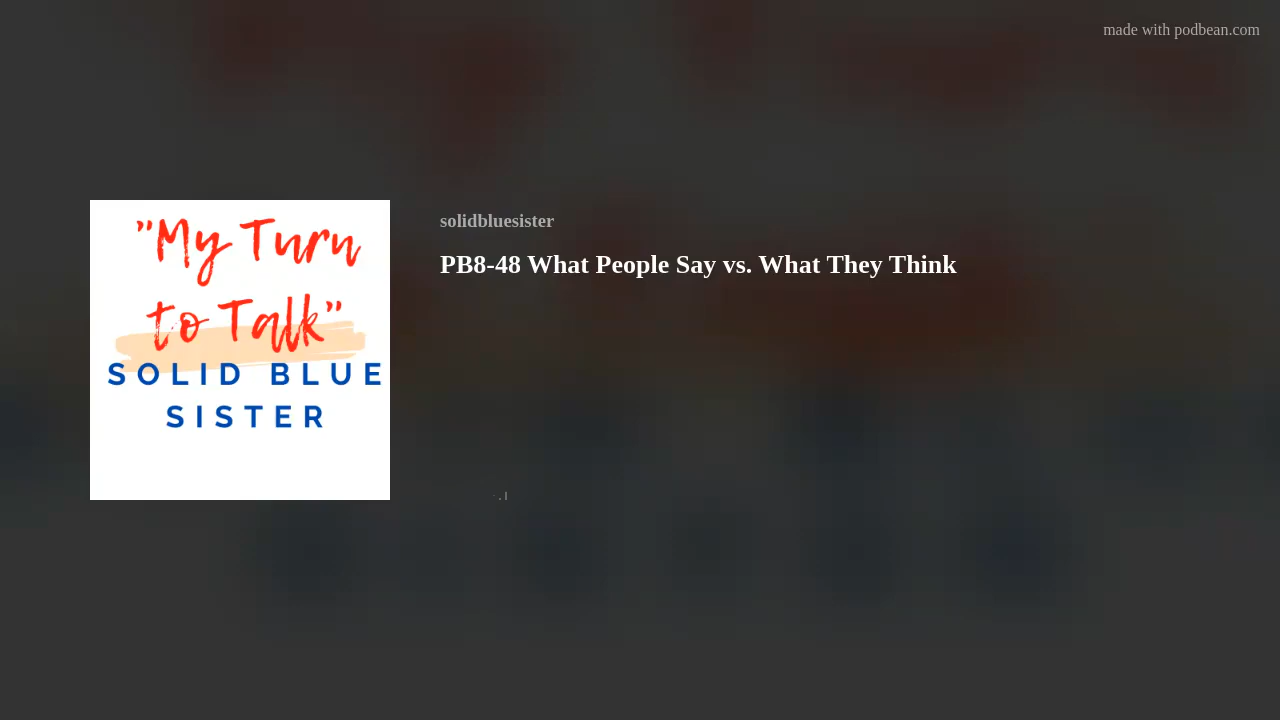 made with podbean.com
"My Turn
to Talk"
SOLID BLUE
SISTER
solidbluesister
PB8-48 What People Say vs. What They Think